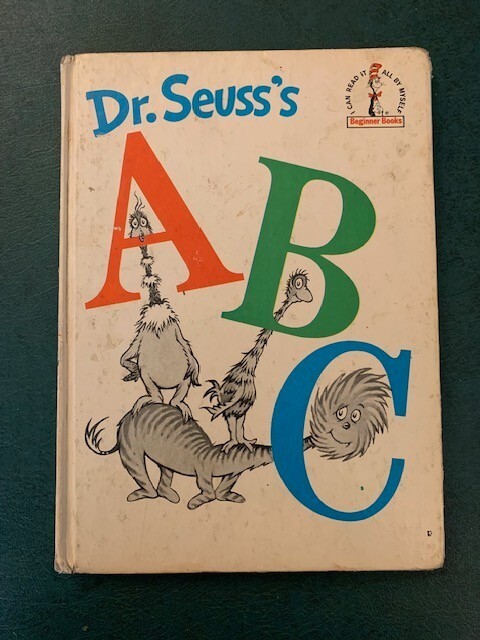 Dr. Seuss's
I CAN READ IT ALL BY MYSELF
Beginner Books
A
B
C